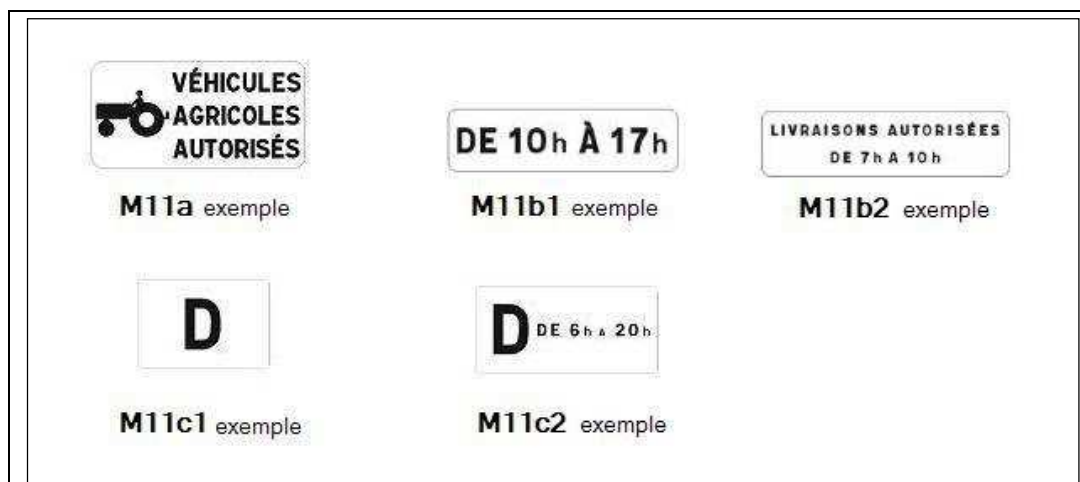 VÉHICULES
AGRICOLES
AUTORISÉS
M11a exemple
DE 10h À 17h
M11b1 exemple
LIVRAISONS AUTORISÉES
DE 7h A 10h
M11b2 exemple
D
M11c1 exemple
D DE 6h A 20h
M11c2 exemple